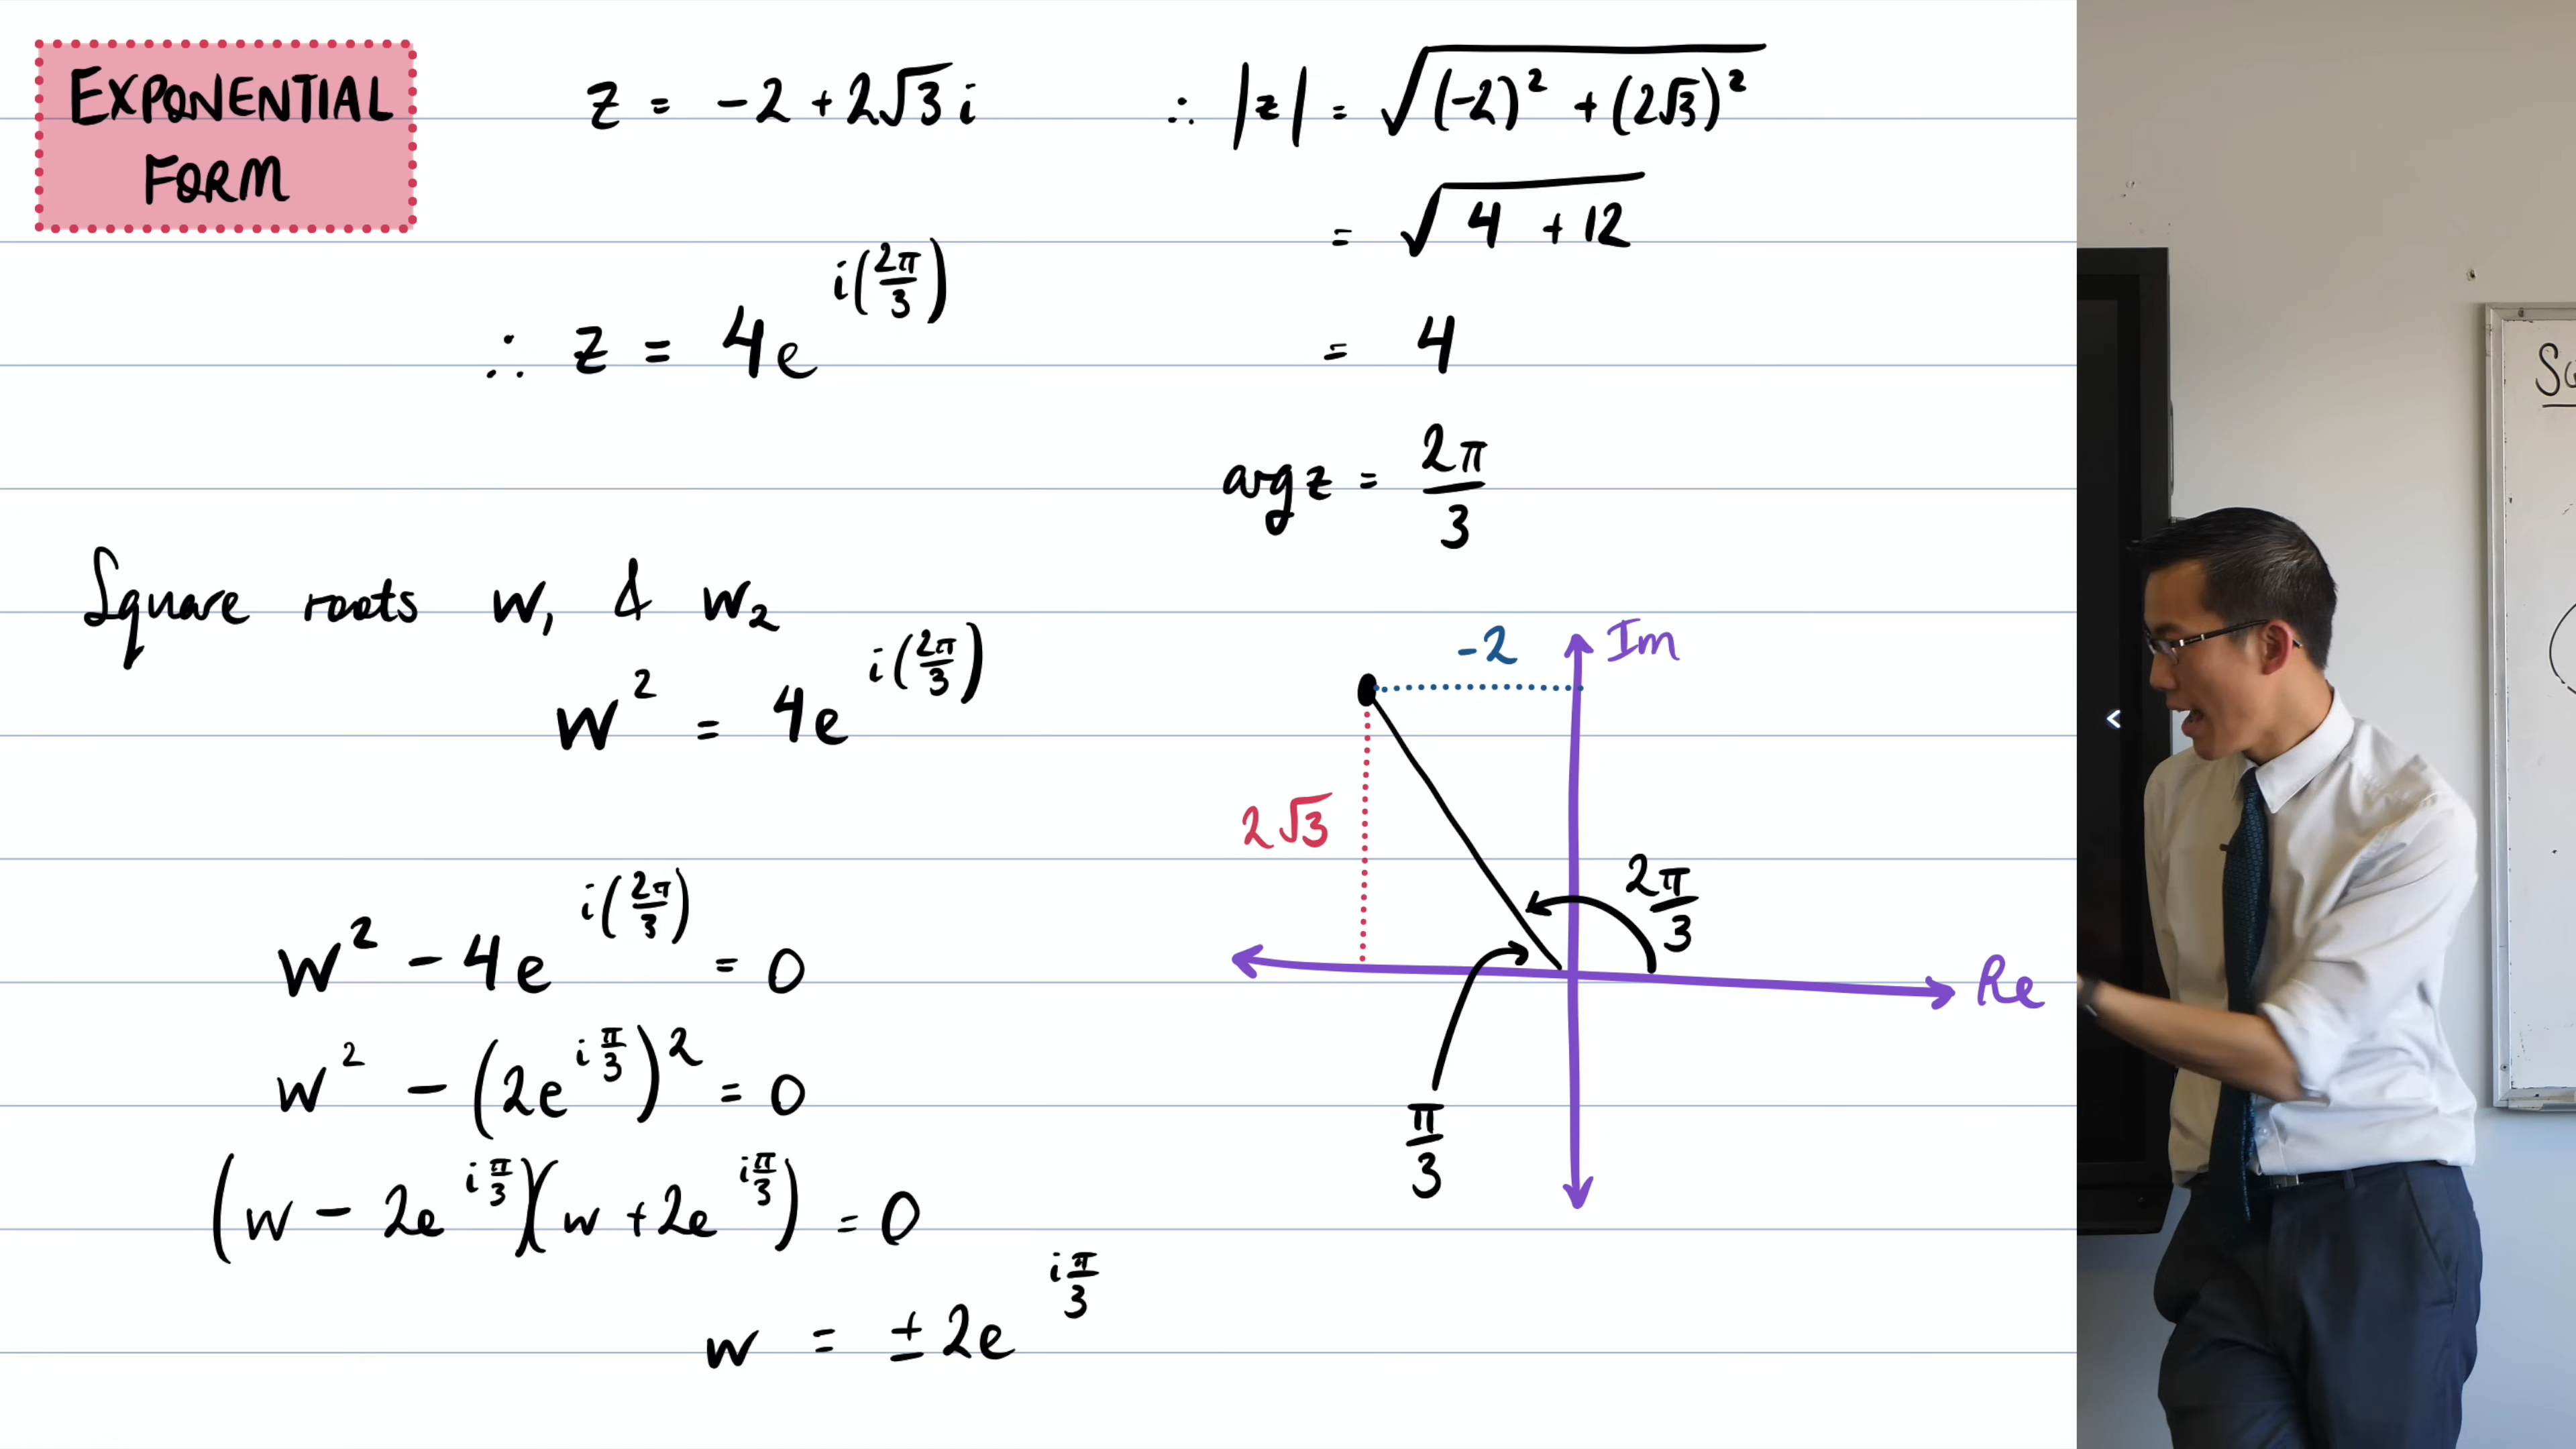 EXPONENTIAL
FORM
z = -2 + 2√3 i
∴ |z| = √((-2)² + (2√3)²)
= √(4 + 12)
= 4
∴ z = 4e^(i(2π/3))
arg z = 2π/3
Square roots w₁ & w₂
w² = 4e^(i(2π/3))
w² - 4e^(i(2π/3)) = 0
w² - (2e^(iπ/3))² = 0
(w - 2e^(iπ/3))(w + 2e^(iπ/3)) = 0
w = ±2e^(iπ/3)
-2
Im
2√3
2π/3
Re
π/3
<